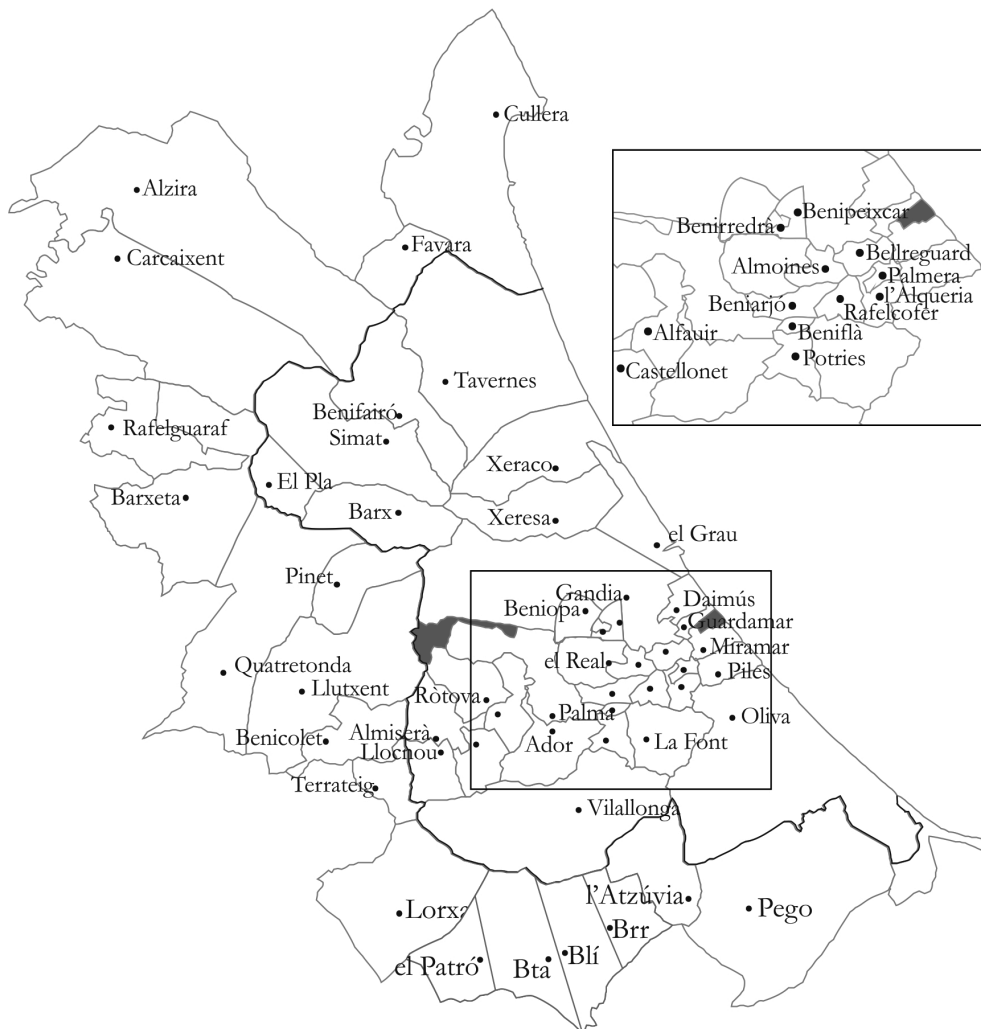 Cullera
Alzira
Favara
Carcaixent
Benipeixcar
Benirredrà
Bellreguard
Almoines
Palmera
l'Alqueria
Beniarjó
Rafelcofer
Alfauir
Beniflà
Potries
Castellonet
Tavernes
Benifairó
Rafelguaraf
Simat
Xeraco
El Pla
Barxeta
Barx
Xeresa
el Grau
Pinet
Gandia
Daimús
Beniopa
Guardamar
Miramar
el Real
Quatretonda
Pilés
Llutxent
Ròtova
Palma
Oliva
Benicolet
Almiserà
Ador
La Font
Llocnou
Terrateig
Vilallonga
l'Atzúvia
Lorxa
Pego
Brr
Blí
el Patró
Bta